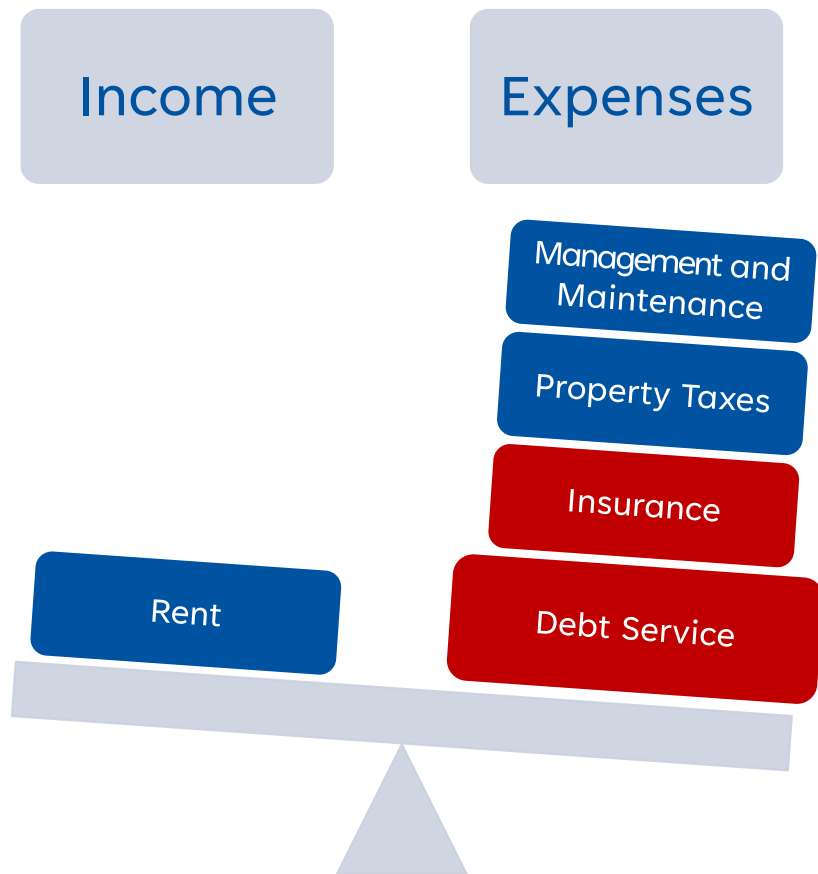 Income
Expenses
Management and
Maintenance
Property Taxes
Insurance
Rent
Debt Service